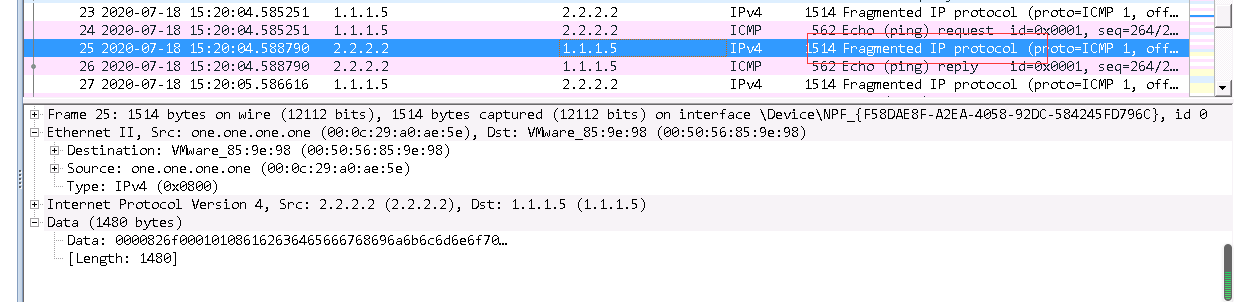 23 2020-07-18 15:20:04.585251 1.1.1.5 2.2.2.2 IPv4 1514 Fragmented IP protocol (proto=ICMP 1, off…
24 2020-07-18 15:20:04.585251 1.1.1.5 2.2.2.2 ICMP 562 Echo (ping) request id=0x0001, seq=264/2…
25 2020-07-18 15:20:04.588790 2.2.2.2 1.1.1.5 IPv4 1514 Fragmented IP protocol (proto=ICMP 1, off…
26 2020-07-18 15:20:04.588790 2.2.2.2 1.1.1.5 ICMP 562 Echo (ping) reply id=0x0001, seq=264/2…
27 2020-07-18 15:20:05.586616 1.1.1.5 2.2.2.2 IPv4 1514 Fragmented IP protocol (proto=ICMP 1, off…
Frame 25: 1514 bytes on wire (12112 bits), 1514 bytes captured (12112 bits) on interface \Device\NPF_{F58DAE8F-A2EA-4058-92DC-584245FD796C}, id 0
Ethernet II, Src: one.one.one.one (00:0c:29:a0:ae:5e), Dst: VMware_85:9e:98 (00:50:56:85:9e:98)
Destination: VMware_85:9e:98 (00:50:56:85:9e:98)
Source: one.one.one.one (00:0c:29:a0:ae:5e)
Type: IPv4 (0x0800)
Internet Protocol Version 4, Src: 2.2.2.2 (2.2.2.2), Dst: 1.1.1.5 (1.1.1.5)
Data (1480 bytes)
Data: 0000826f000101086162636465666768696a6b6c6d6e6f70…
[Length: 1480]